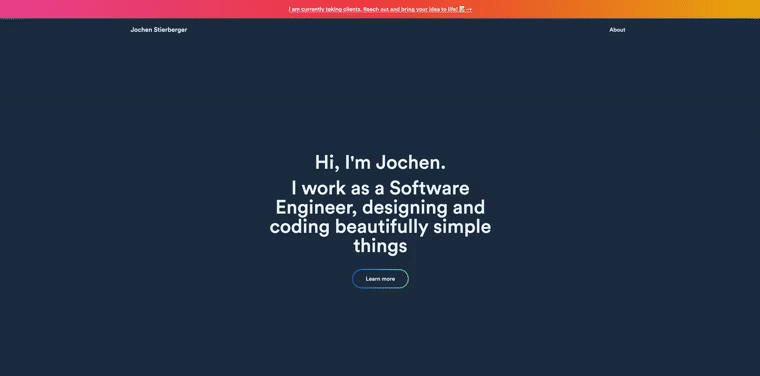 I am currently taking clients. Reach out and bring your idea to life! 📝 →
Jochen Stierberger
About
Hi, I'm Jochen.
I work as a Software
Engineer, designing and
coding beautifully simple
things
Learn more